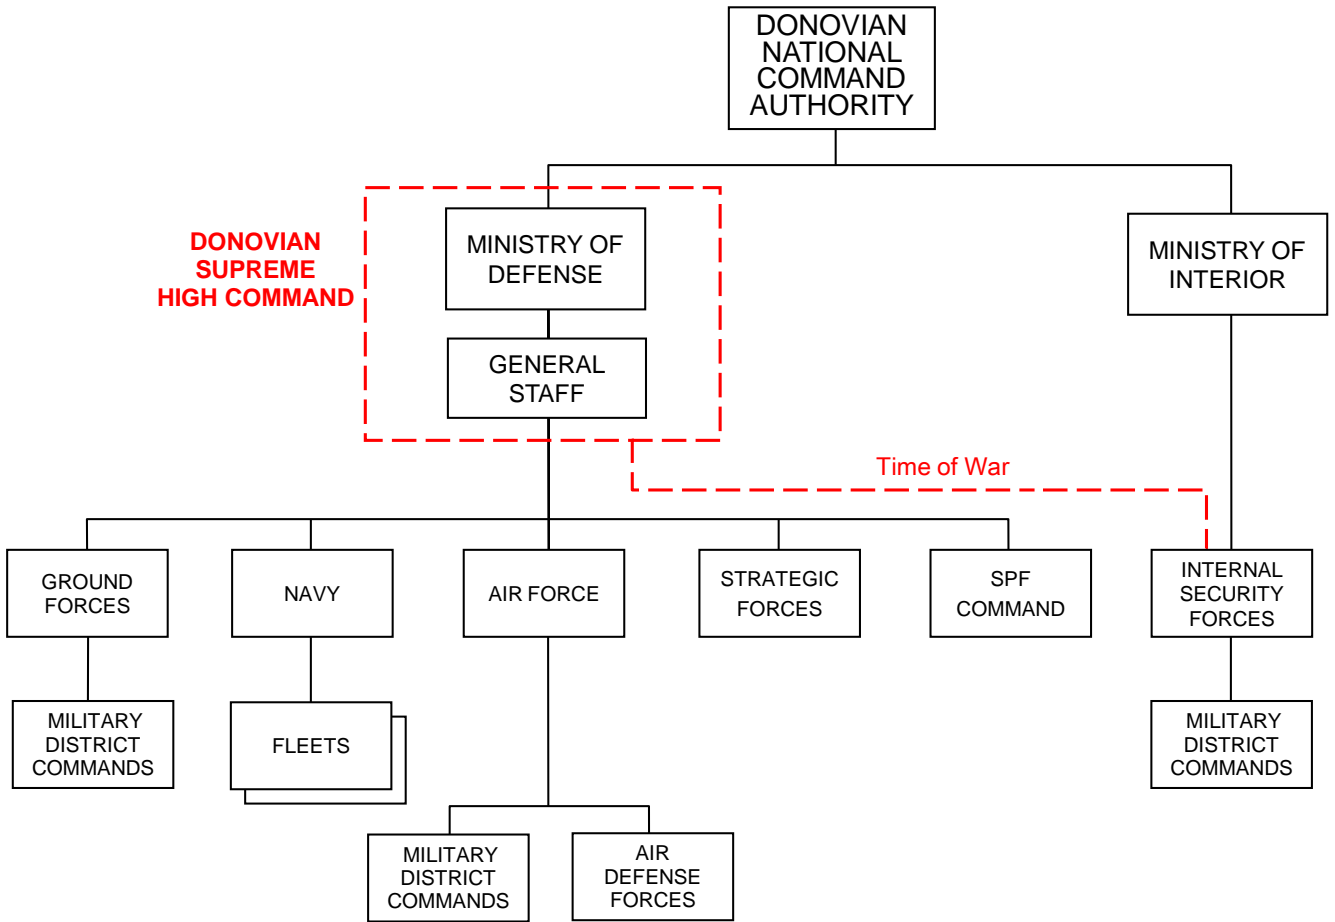 DONOVIAN
NATIONAL
COMMAND
AUTHORITY
DONOVIAN
SUPREME
HIGH COMMAND
MINISTRY OF
DEFENSE
MINISTRY OF
INTERIOR
GENERAL
STAFF
Time of War
GROUND
FORCES
NAVY
AIR FORCE
STRATEGIC
FORCES
SPF
COMMAND
INTERNAL
SECURITY
FORCES
MILITARY
DISTRICT
COMMANDS
FLEETS
MILITARY
DISTRICT
COMMANDS
MILITARY
DISTRICT
COMMANDS
AIR
DEFENSE
FORCES